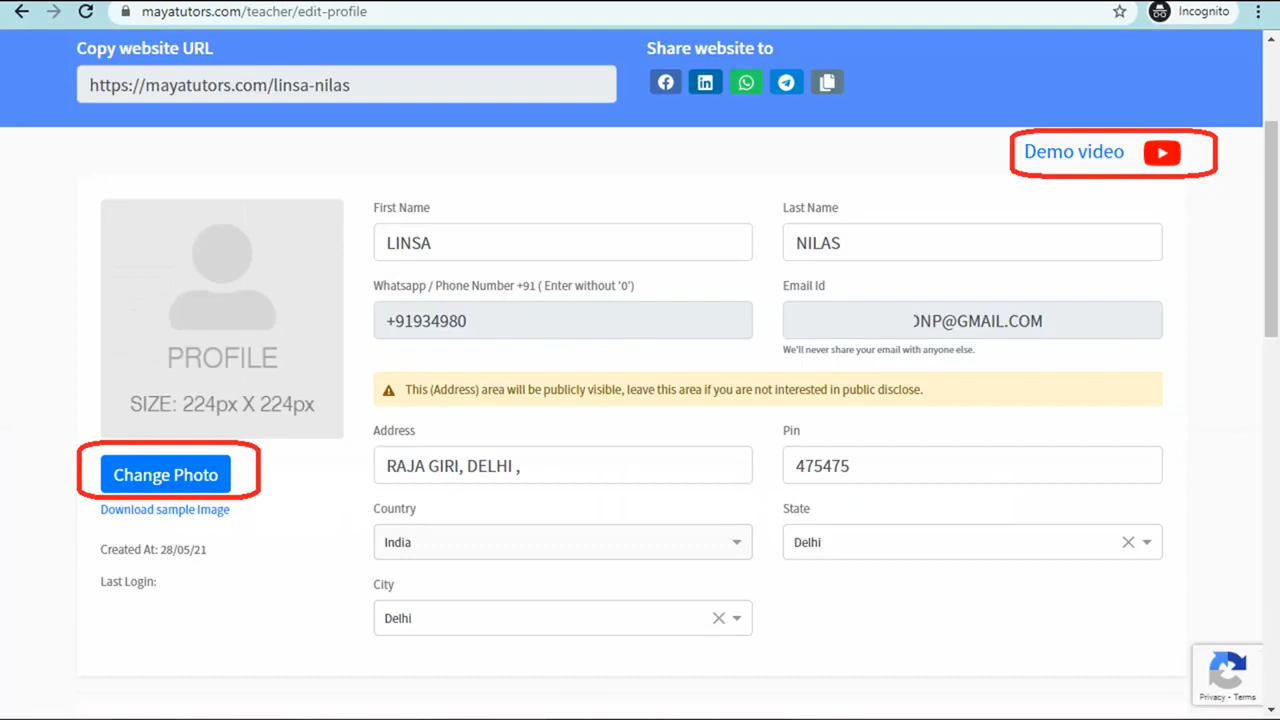 mayatutors.com/teacher/edit-profile
Incognito
Copy website URL
Share website to
https://mayatutors.com/linsa-nilas
Demo video
First Name
Last Name
LINSA
NILAS
Whatsapp / Phone Number +91 ( Enter without '0')
Email Id
+91934980
NP@GMAIL.COM
We'll never share your email with anyone else.
PROFILE
SIZE: 224px X 224px
This (Address) area will be publicly visible, leave this area if you are not interested in public disclose.
Address
Pin
RAJA GIRI, DELHI ,
475475
Change Photo
Download sample Image
Country
State
India
Delhi
Created At: 28/05/21
Last Login:
City
Delhi
Privacy - Terms